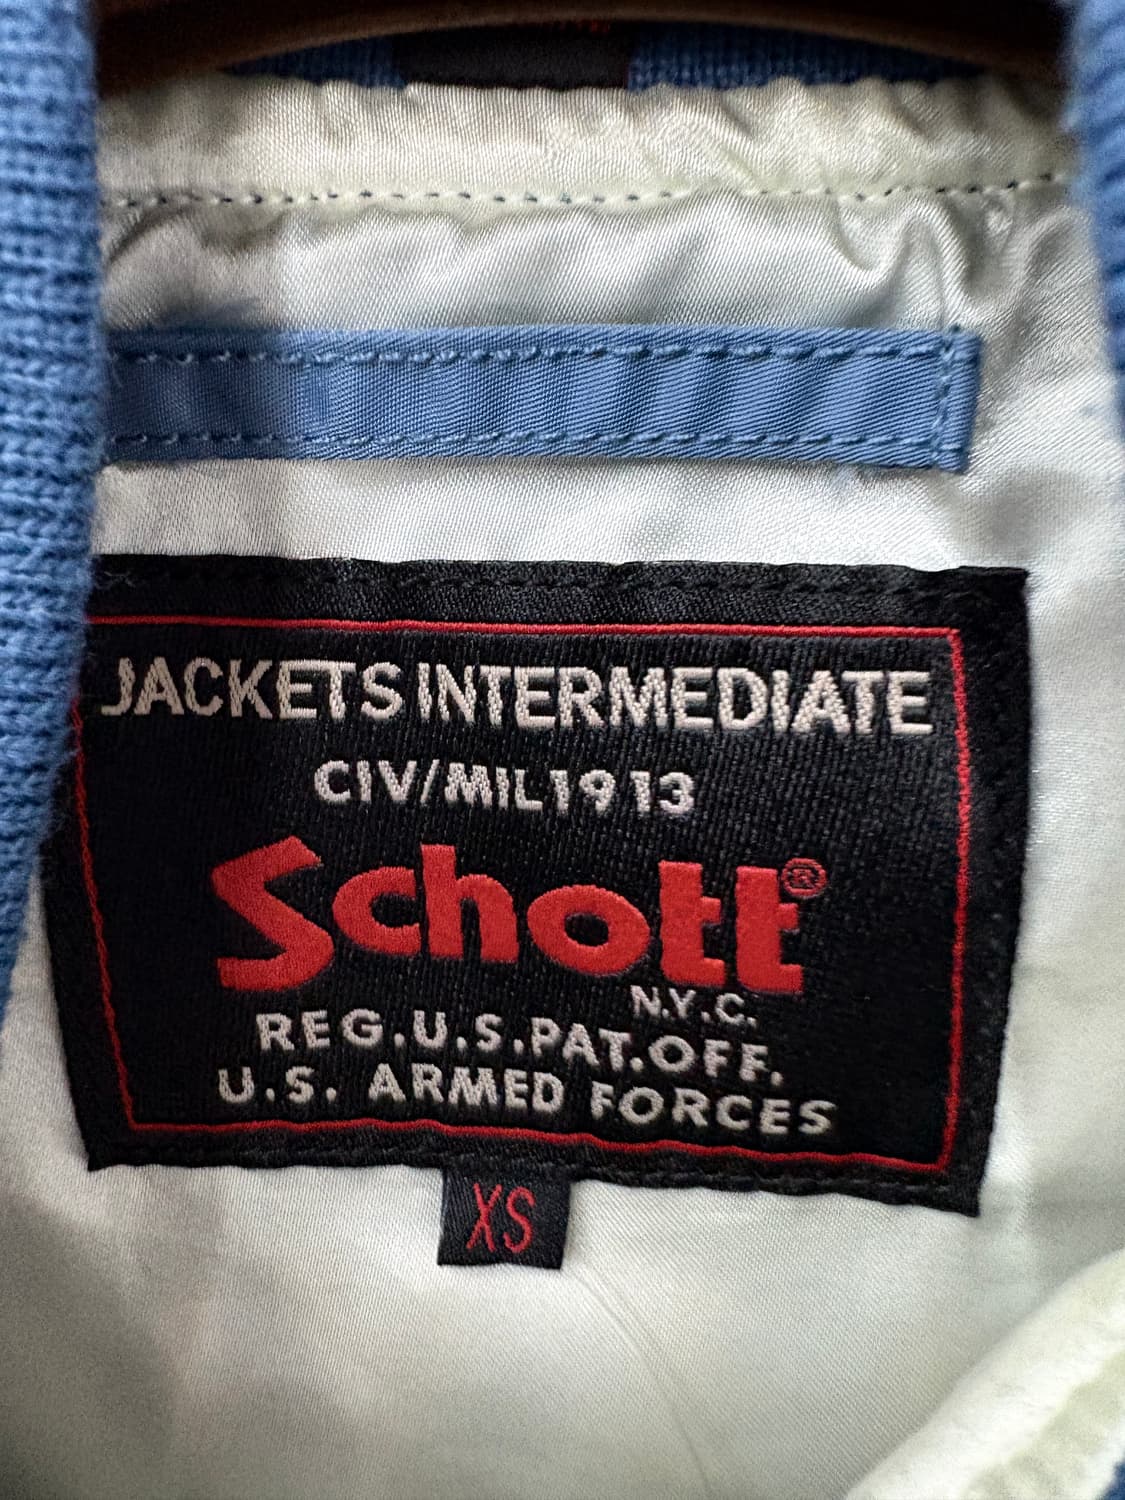 JACKETS INTERMEDIATE
CIV/MIL1913
Schott®
N.Y.C.
REG.U.S.PAT.OFF.
U.S. ARMED FORCES
XS